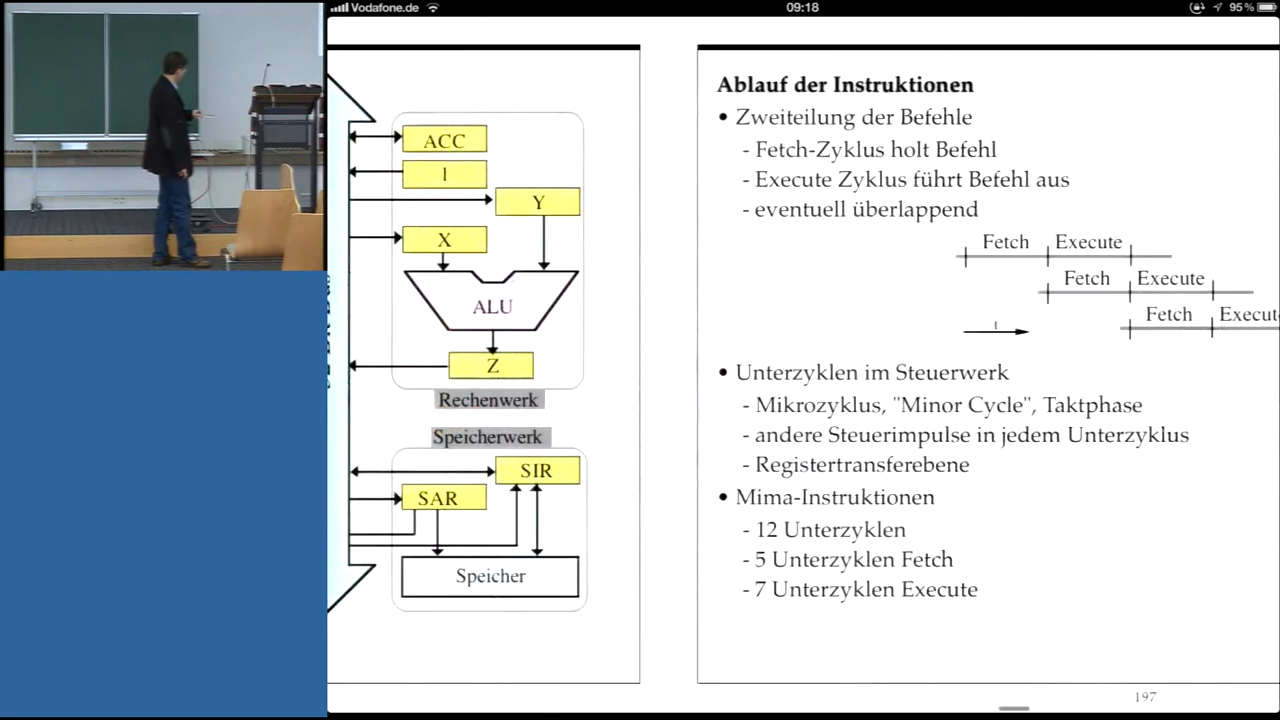 Vodafone.de
09:18
95 %
ACC
1
Y
X
ALU
Z
Rechenwerk
Speicherwerk
SIR
SAR
Speicher
Ablauf der Instruktionen
• Zweiteilung der Befehle
- Fetch-Zyklus holt Befehl
- Execute Zyklus führt Befehl aus
- eventuell überlappend
Fetch Execute
Fetch Execute
Fetch Execut
t
• Unterzyklen im Steuerwerk
- Mikrozyklus, "Minor Cycle", Taktphase
- andere Steuerimpulse in jedem Unterzyklus
- Registertransferebene
• Mima-Instruktionen
- 12 Unterzyklen
- 5 Unterzyklen Fetch
- 7 Unterzyklen Execute
197